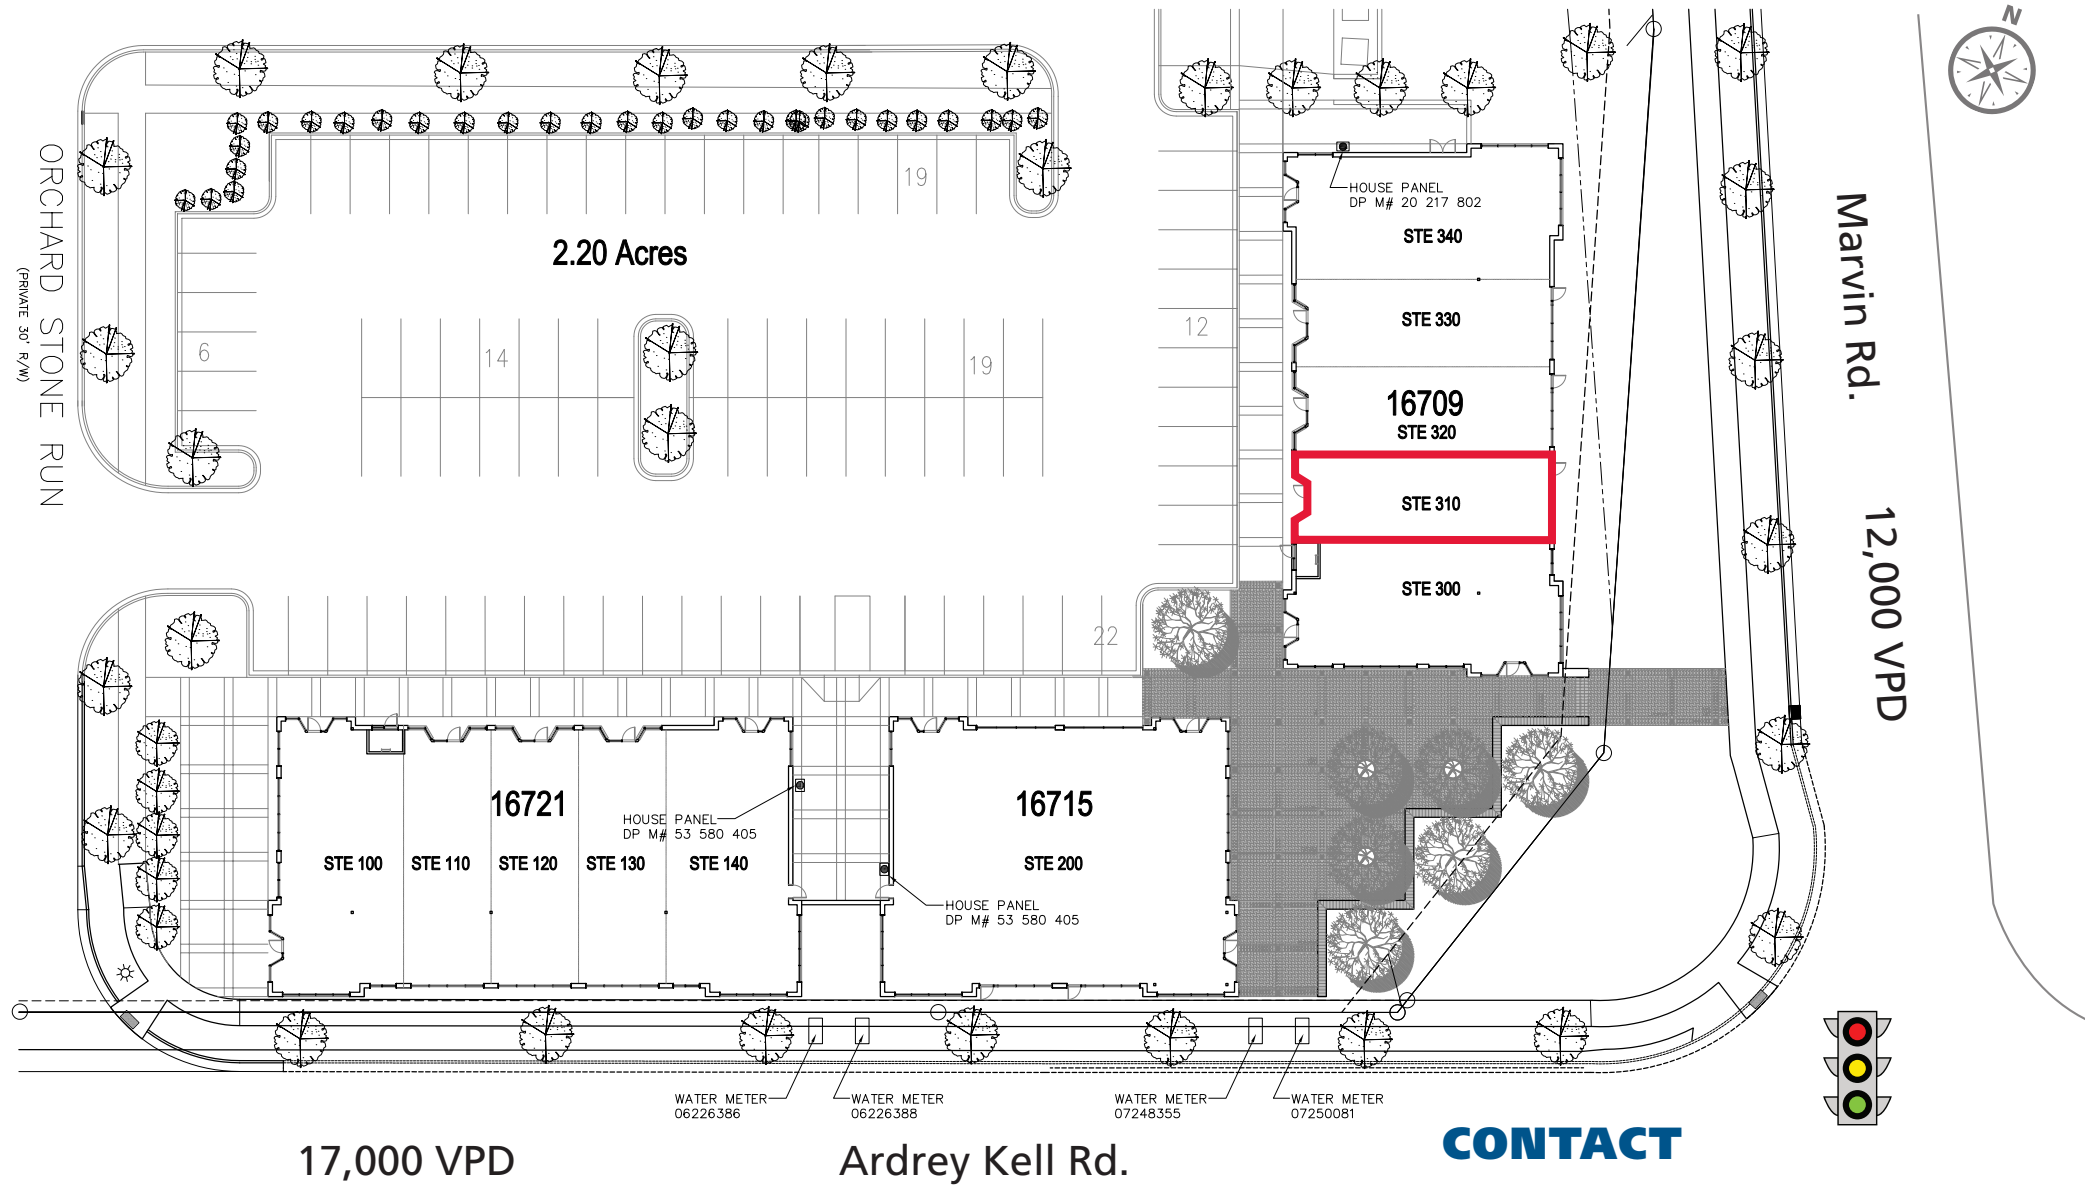 N
ORCHARD STONE RUN
(PRIVATE 30' R/W)
19
2.20 Acres
6
14
19
12
22
HOUSE PANEL
DP M# 20 217 802
STE 340
STE 330
16709
STE 320
STE 310
STE 300
Marvin Rd.
12,000 VPD
16721
HOUSE PANEL
DP M# 53 580 405
STE 100
STE 110
STE 120
STE 130
STE 140
16715
STE 200
HOUSE PANEL
DP M# 53 580 405
WATER METER
06226386
WATER METER
06226388
WATER METER
07248355
WATER METER
07250081
17,000 VPD
Ardrey Kell Rd.
CONTACT